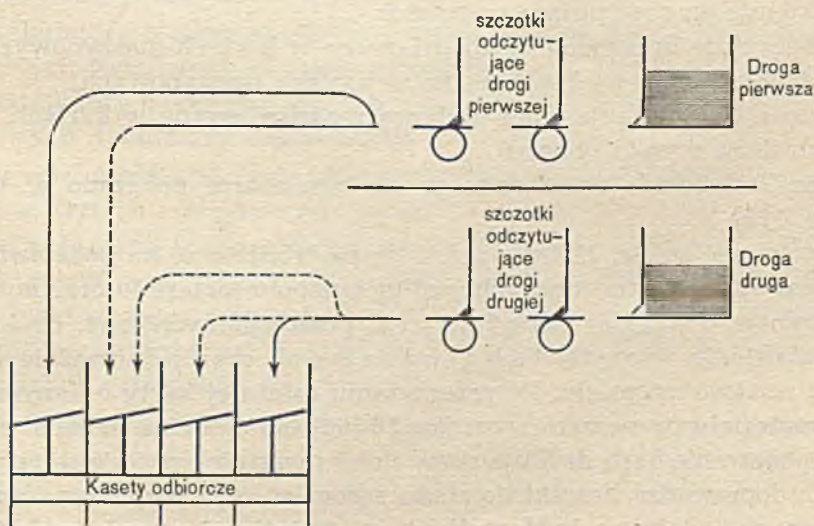 szczotki
odczytu-
jące
drogi
pierwszej
Droga
pierwsza
szczotki
odczytu-
jące
drogi
drugiej
Droga
druga
Kasety odbiorcze